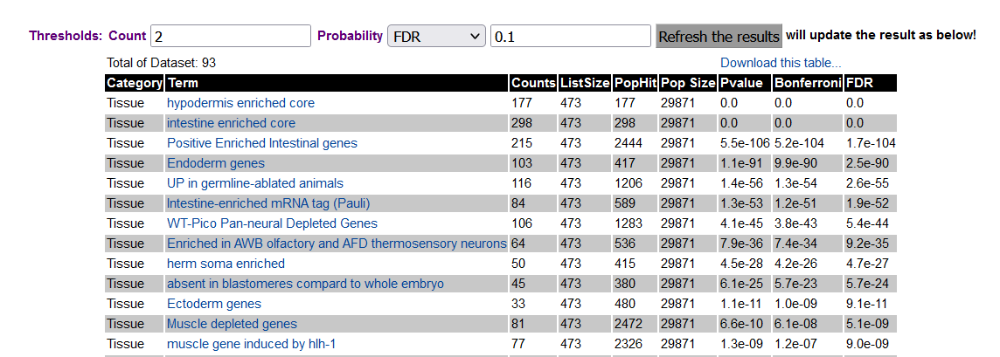 Thresholds: Count 2 Probability FDR 0.1 Refresh the results will update the result as below!
Total of Dataset: 93 Download this table...
Category Term Counts ListSize PopHit Pop Size Pvalue Bonferroni FDR
Tissue hypodermis enriched core 177 473 177 29871 0.0 0.0 0.0
Tissue intestine enriched core 298 473 298 29871 0.0 0.0 0.0
Tissue Positive Enriched Intestinal genes 215 473 2444 29871 5.5e-106 5.2e-104 1.7e-104
Tissue Endoderm genes 103 473 417 29871 1.1e-91 9.9e-90 2.5e-90
Tissue UP in germline-ablated animals 116 473 1206 29871 1.4e-56 1.3e-54 2.6e-55
Tissue Intestine-enriched mRNA tag (Pauli) 84 473 589 29871 1.3e-53 1.2e-51 1.9e-52
Tissue WT-Pico Pan-neural Depleted Genes 106 473 1283 29871 4.1e-45 3.8e-43 5.4e-44
Tissue Enriched in AWB olfactory and AFD thermosensory neurons 64 473 536 29871 7.9e-36 7.4e-34 9.2e-35
Tissue herm soma enriched 50 473 415 29871 4.5e-28 4.2e-26 4.7e-27
Tissue absent in blastomeres compard to whole embryo 45 473 380 29871 6.1e-25 5.7e-23 5.7e-24
Tissue Ectoderm genes 33 473 480 29871 1.1e-11 1.0e-09 9.1e-11
Tissue Muscle depleted genes 81 473 2472 29871 6.6e-10 6.1e-08 5.1e-09
Tissue muscle gene induced by hlh-1 77 473 2326 29871 1.3e-09 1.2e-07 9.0e-09